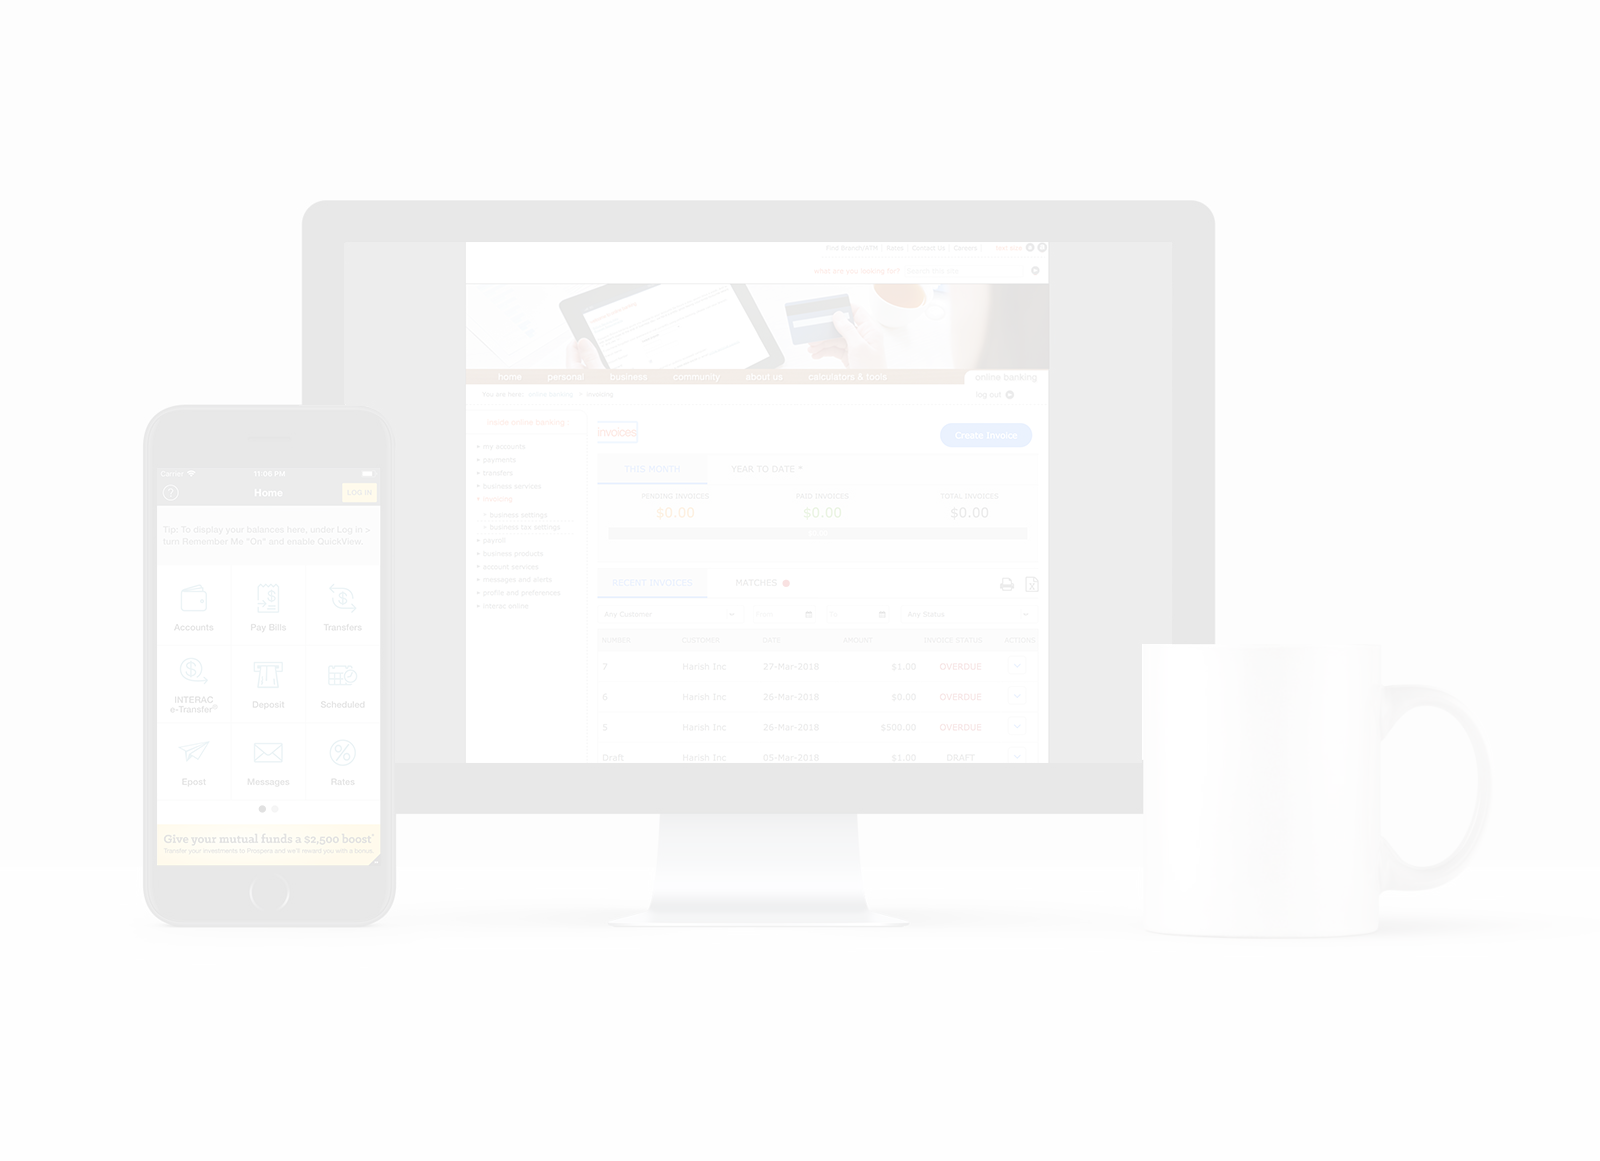 Find Branch/ATM | Rates | Contact Us | Careers |
what are you looking for?
home personal business community about us calculators & tools online banking
you are here: online banking > invoicing
log out
inside online banking
my accounts
payments
transfers
business services
invoicing
business settings
business tax settings
payroll
business products
account services
messages and alerts
profile and preferences
interac online
invoices
Create Invoice
THIS MONTH YEAR TO DATE
PENDING INVOICES PAID INVOICES TOTAL INVOICES
$0.00 $0.00 $0.00
RECENT INVOICES MATCHES
Any Customer From To Any Status
NUMBER CUSTOMER DATE AMOUNT INVOICE STATUS ACTIONS
7 Harish Inc 27-Mar-2018 $1.00 OVERDUE
6 Harish Inc 26-Mar-2018 $0.00 OVERDUE
5 Harish Inc 26-Mar-2018 $500.00 OVERDUE
Draft Harish Inc 05-Mar-2018 $1.00 DRAFT
Carrier 11:06 PM
? Home LOG IN
Tip: To display your balances here, under Log in >
turn Remember Me "On" and enable QuickView.
Accounts Pay Bills Transfers
INTERAC
e-Transfer® Deposit Scheduled
Epost Messages Rates
Give your mutual funds a $2,500 boost*
Transfer your investments to Prospera and we'll reward you with a bonus.